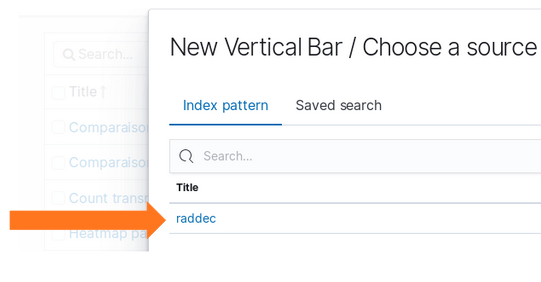 New Vertical Bar / Choose a source
Index pattern Saved search
Search...
Title
raddec
Search...
Title
Comparaiso
Comparaiso
Count trans
Heatmap pa